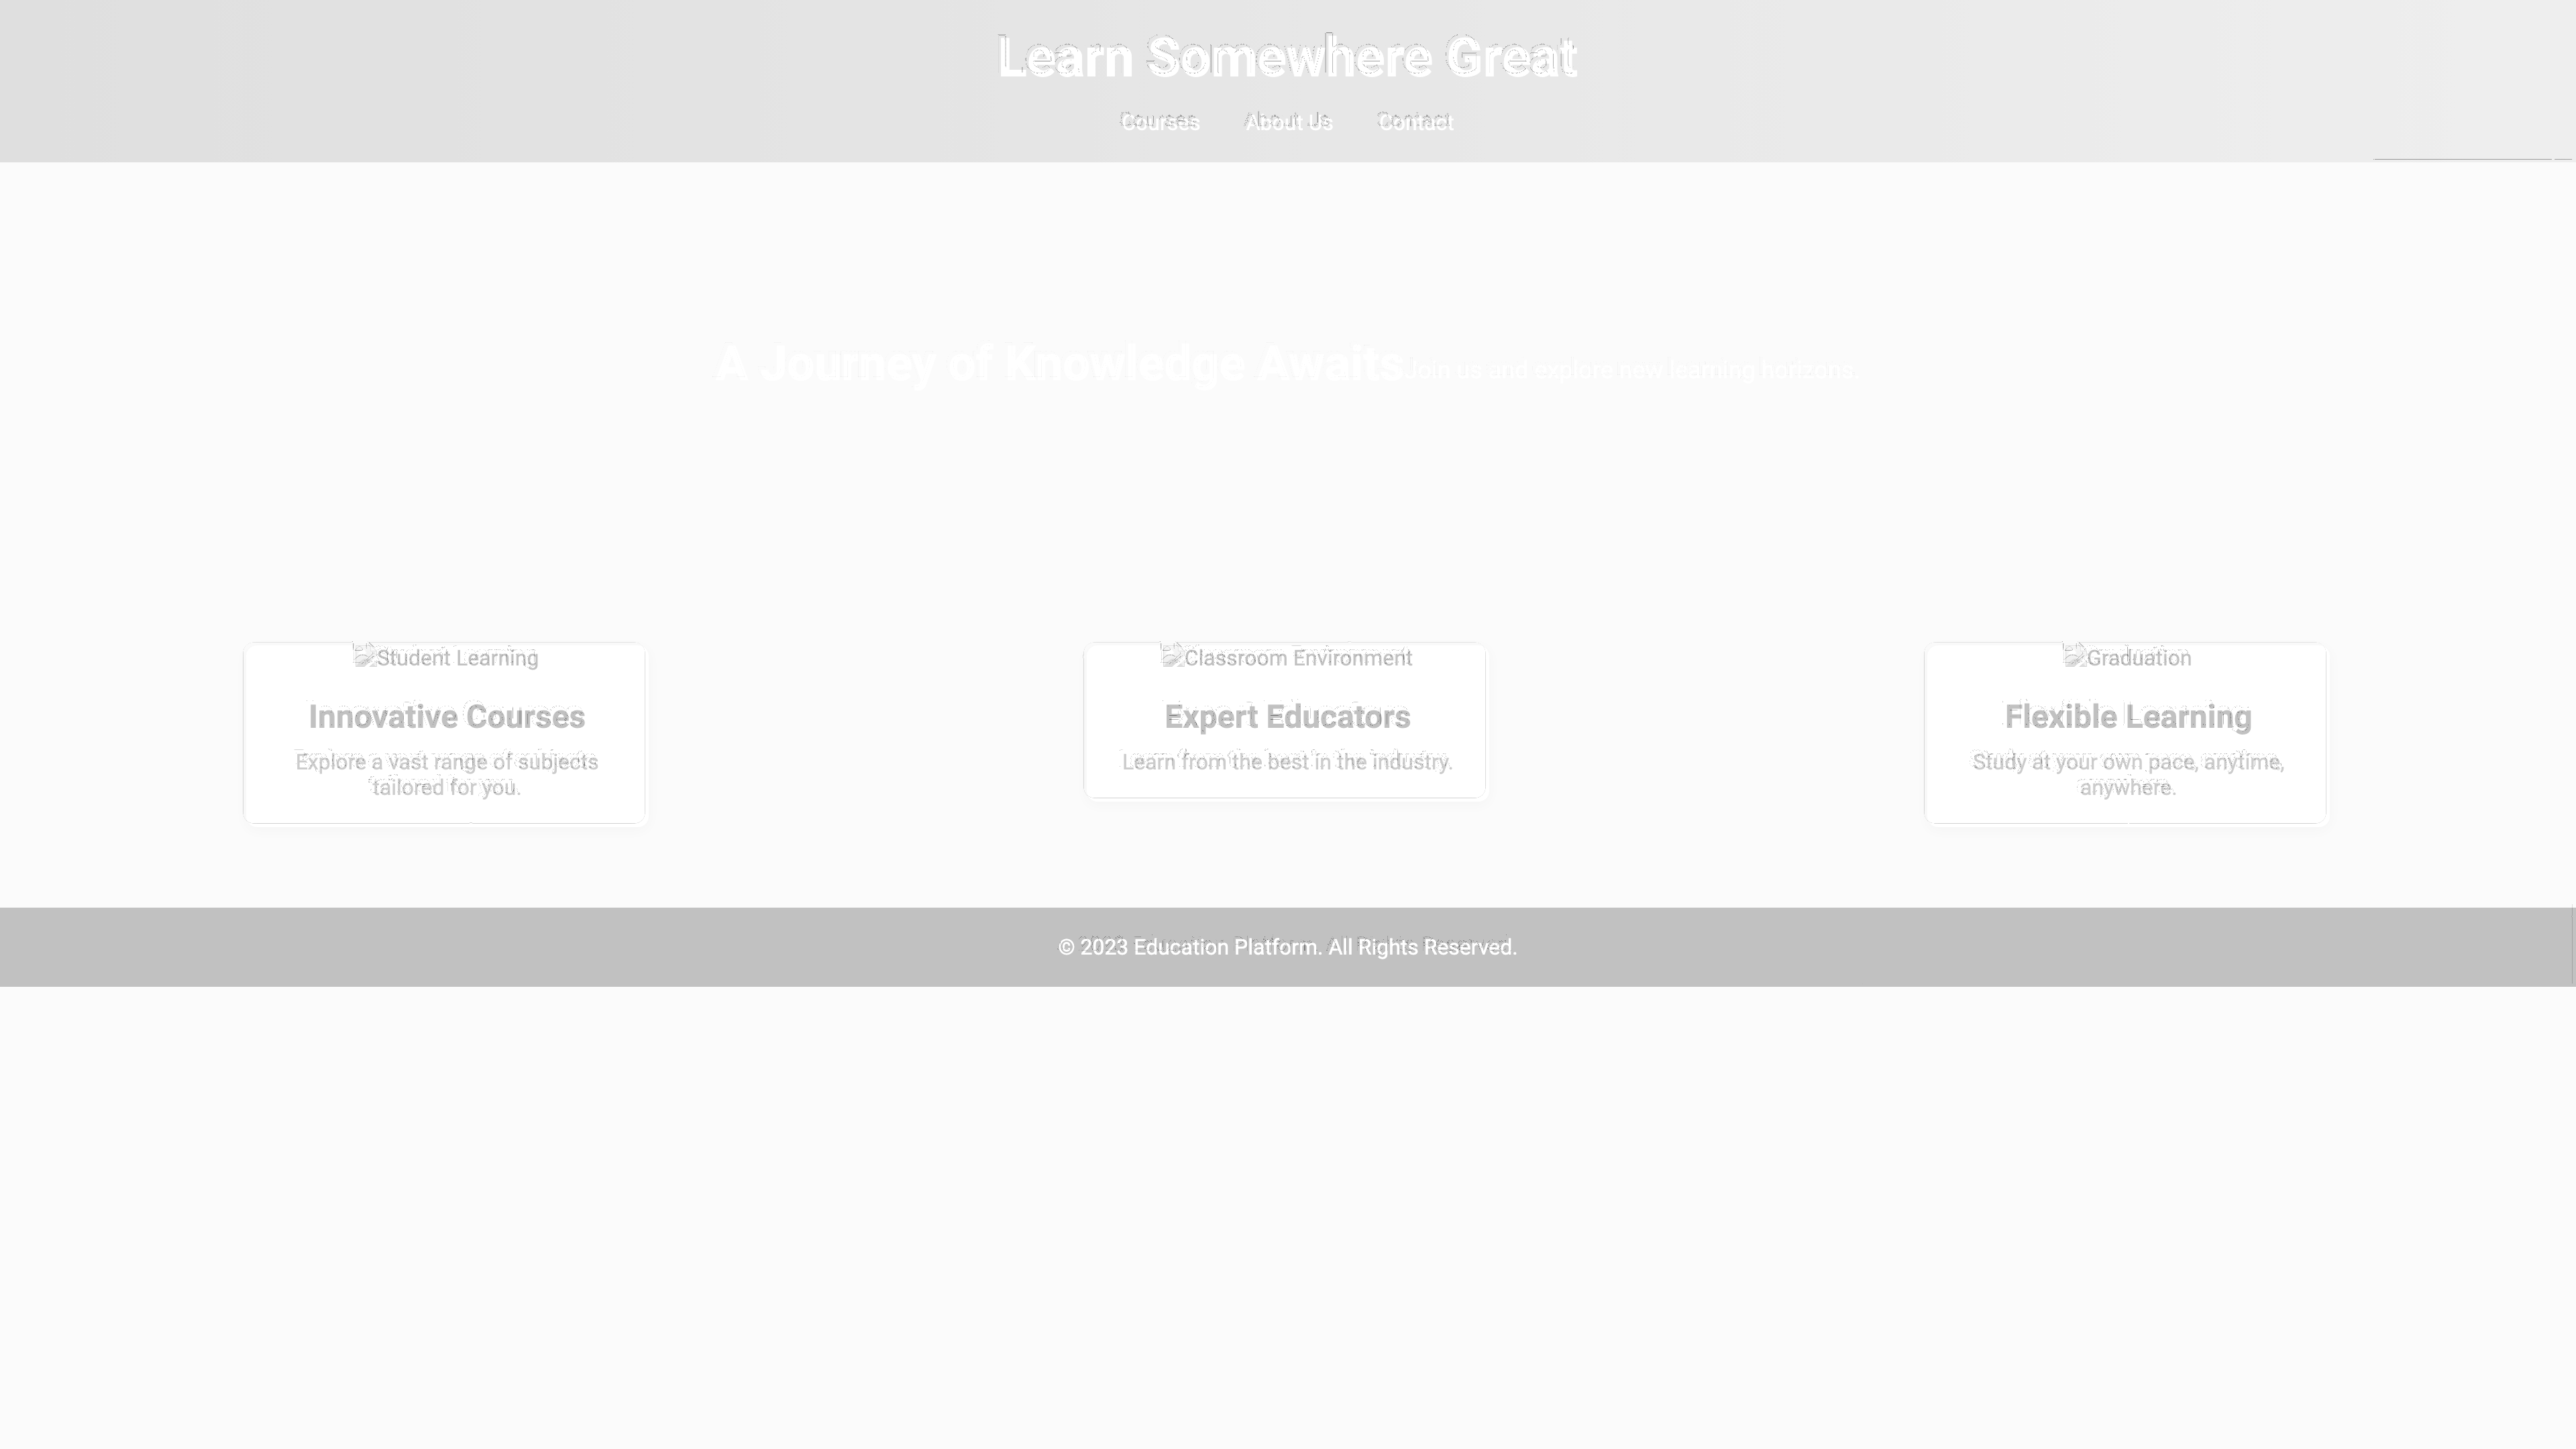 Learn Somewhere Great
Courses About Us Contact
A Journey of Knowledge Awaits Join us and explore new learning horizons.
Student Learning
Innovative Courses
Explore a vast range of subjects
tailored for you.
Classroom Environment
Expert Educators
Learn from the best in the industry.
Graduation
Flexible Learning
Study at your own pace, anytime,
anywhere.
© 2023 Education Platform. All Rights Reserved.